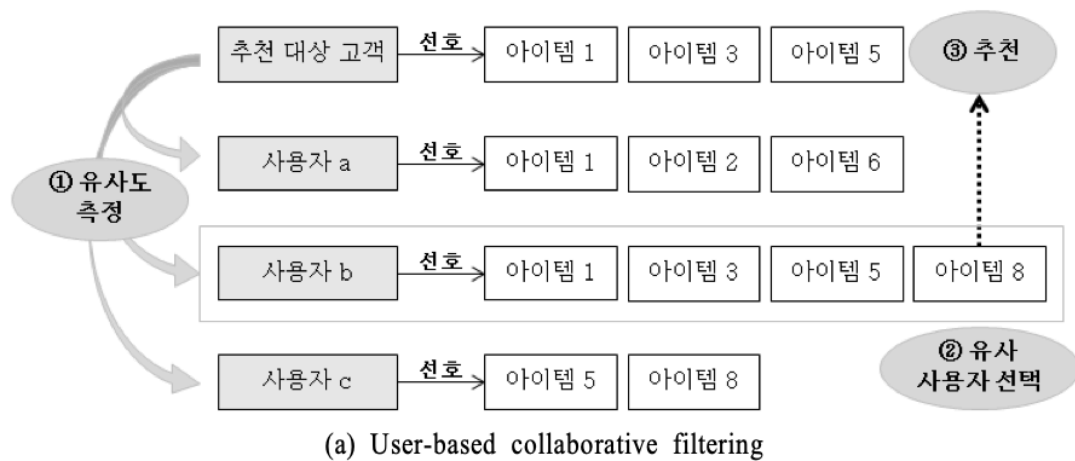 추천 대상 고객 선호 아이템 1 아이템 3 아이템 5 ③ 추천
사용자 a 선호 아이템 1 아이템 2 아이템 6
① 유사도
측정
사용자 b 선호 아이템 1 아이템 3 아이템 5 아이템 8
② 유사
사용자 선택
사용자 c 선호 아이템 5 아이템 8
(a) User-based collaborative filtering